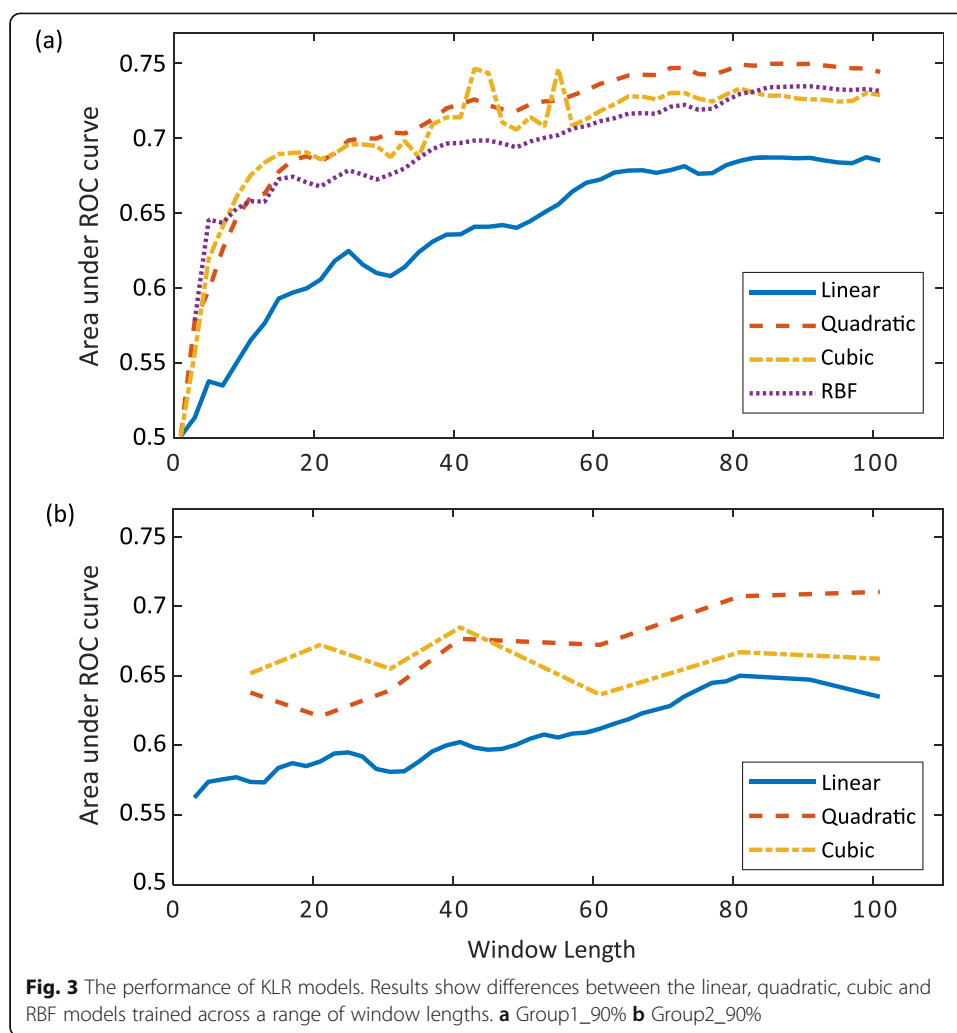 (a)
Area under ROC curve
0.75
0.7
0.65
0.6
0.55
0.5
0 20 40 60 80 100
Linear
Quadratic
Cubic
RBF
(b)
Area under ROC curve
0.75
0.7
0.65
0.6
0.55
0.5
0 20 40 60 80 100
Linear
Quadratic
Cubic
Window Length
Fig. 3 The performance of KLR models. Results show differences between the linear, quadratic, cubic and
RBF models trained across a range of window lengths. a Group1_90% b Group2_90%